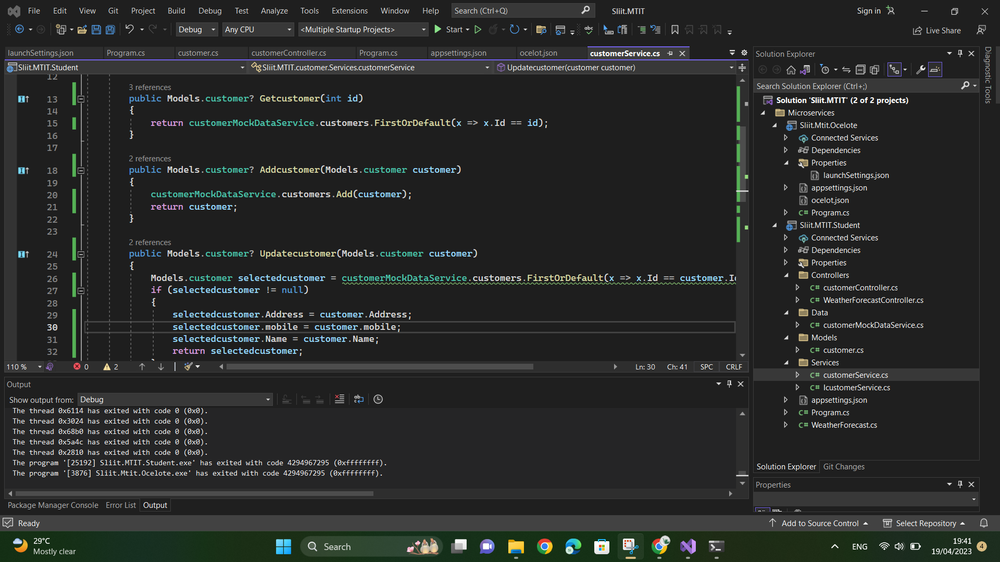 File Edit View Git Project Build Debug Test Analyze Tools Extensions Window Help Search (Ctrl+Q) Sliit.MTIT Sign in
Debug Any CPU <Multiple Startup Projects> Start Live Share
launchSettings.json Program.cs customer.cs customerController.cs Program.cs appsettings.json ocelot.json customerService.cs
Sliit.MTIT.Student Sliit.MTIT.customer.Services.customerService Updatecustomer(customer customer)
12
3 references
13 public Models.customer? Getcustomer(int id)
14 {
15 return customerMockDataService.customers.FirstOrDefault(x => x.Id == id);
16 }
17
2 references
18 public Models.customer? Addcustomer(Models.customer customer)
19 {
20 customerMockDataService.customers.Add(customer);
21 return customer;
22 }
23
2 references
24 public Models.customer? Updatecustomer(Models.customer customer)
25 {
26 Models.customer selectedcustomer = customerMockDataService.customers.FirstOrDefault(x => x.Id == customer.Id
27 if (selectedcustomer != null)
28 {
29 selectedcustomer.Address = customer.Address;
30 selectedcustomer.mobile = customer.mobile;
31 selectedcustomer.Name = customer.Name;
32 return selectedcustomer;
110 % 0 2 Ln: 30 Ch: 41 SPC CRLF
Output
Show output from: Debug
The thread 0x6114 has exited with code 0 (0x0).
The thread 0x3024 has exited with code 0 (0x0).
The thread 0x68b0 has exited with code 0 (0x0).
The thread 0x5a4c has exited with code 0 (0x0).
The thread 0x2810 has exited with code 0 (0x0).
The program '[25192] Sliit.MTIT.Student.exe' has exited with code 4294967295 (0xffffffff).
The program '[3876] Sliit.Mtit.Ocelote.exe' has exited with code 4294967295 (0xffffffff).
Package Manager Console Error List Output
Solution Explorer
Search Solution Explorer (Ctrl+;)
Solution 'Sliit.MTIT' (2 of 2 projects)
Microservices
Sliit.Mtit.Ocelote
Connected Services
Dependencies
Properties
launchSettings.json
appsettings.json
ocelot.json
C# Program.cs
Sliit.MTIT.Student
Connected Services
Dependencies
Properties
Controllers
C# customerController.cs
C# WeatherForecastController.cs
Data
C# customerMockDataService.cs
Models
C# customer.cs
Services
C# customerService.cs
C# IcustomerService.cs
appsettings.json
C# Program.cs
C# WeatherForecast.cs
Solution Explorer Git Changes
Properties
Diagnostic Tools
Ready Add to Source Control Select Repository
29°C
Mostly clear
Search
ENG
19:41
19/04/2023
4